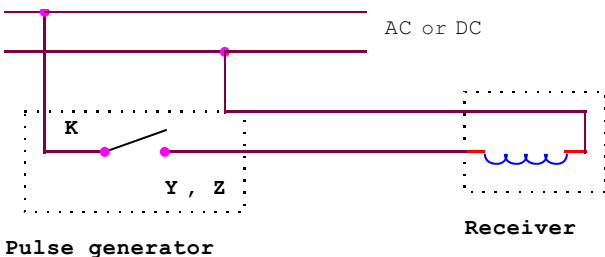 AC or DC
K
Y , Z
Receiver
Pulse generator